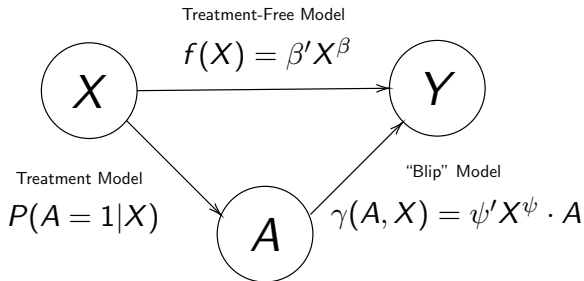 Treatment-Free Model
f(X) = β′X^β
X
Y
Treatment Model
P(A = 1|X)
A
“Blip” Model
γ(A, X) = ψ′X^ψ · A